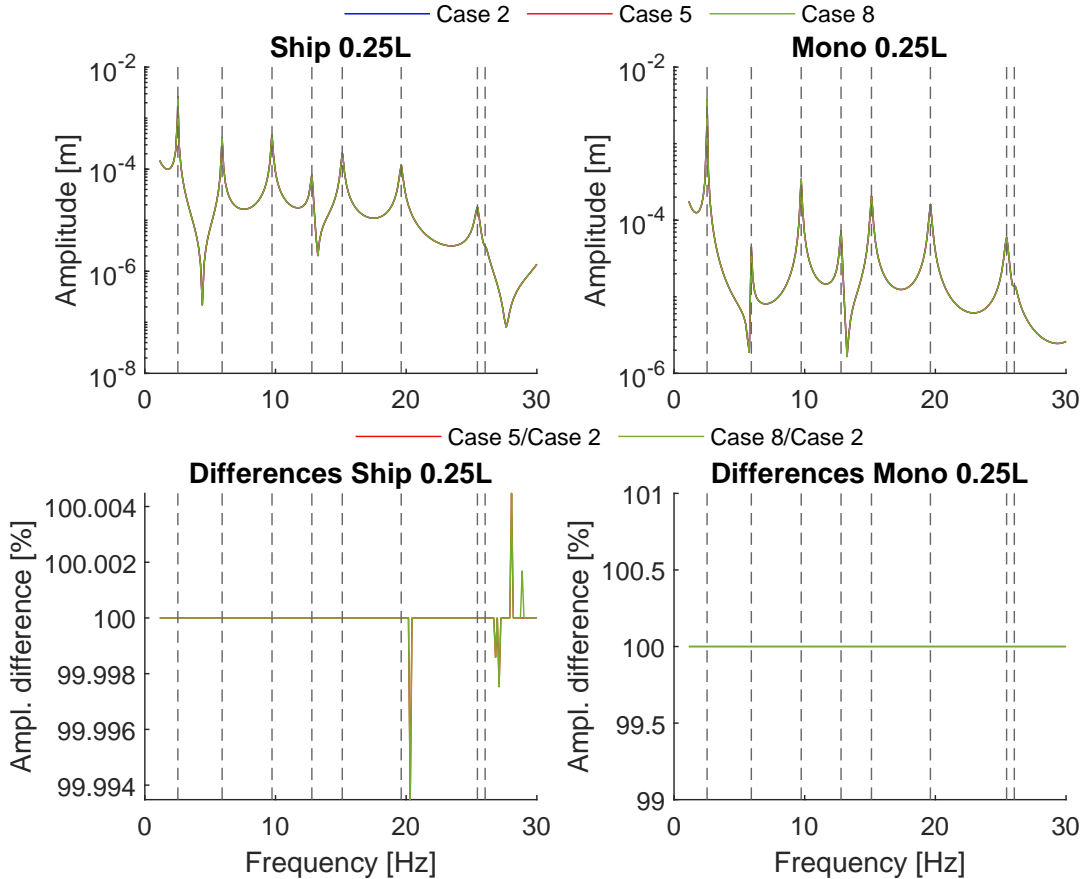 Case 2 Case 5 Case 8
Ship 0.25L
Amplitude [m]
10^-2
10^-4
10^-6
10^-8
0 10 20 30
Mono 0.25L
Amplitude [m]
10^-2
10^-4
10^-6
0 10 20 30
Case 5/Case 2 Case 8/Case 2
Differences Ship 0.25L
Ampl. difference [%]
100.004
100.002
100
99.998
99.996
99.994
0 10 20 30
Frequency [Hz]
Differences Mono 0.25L
Ampl. difference [%]
101
100.5
100
99.5
99
0 10 20 30
Frequency [Hz]